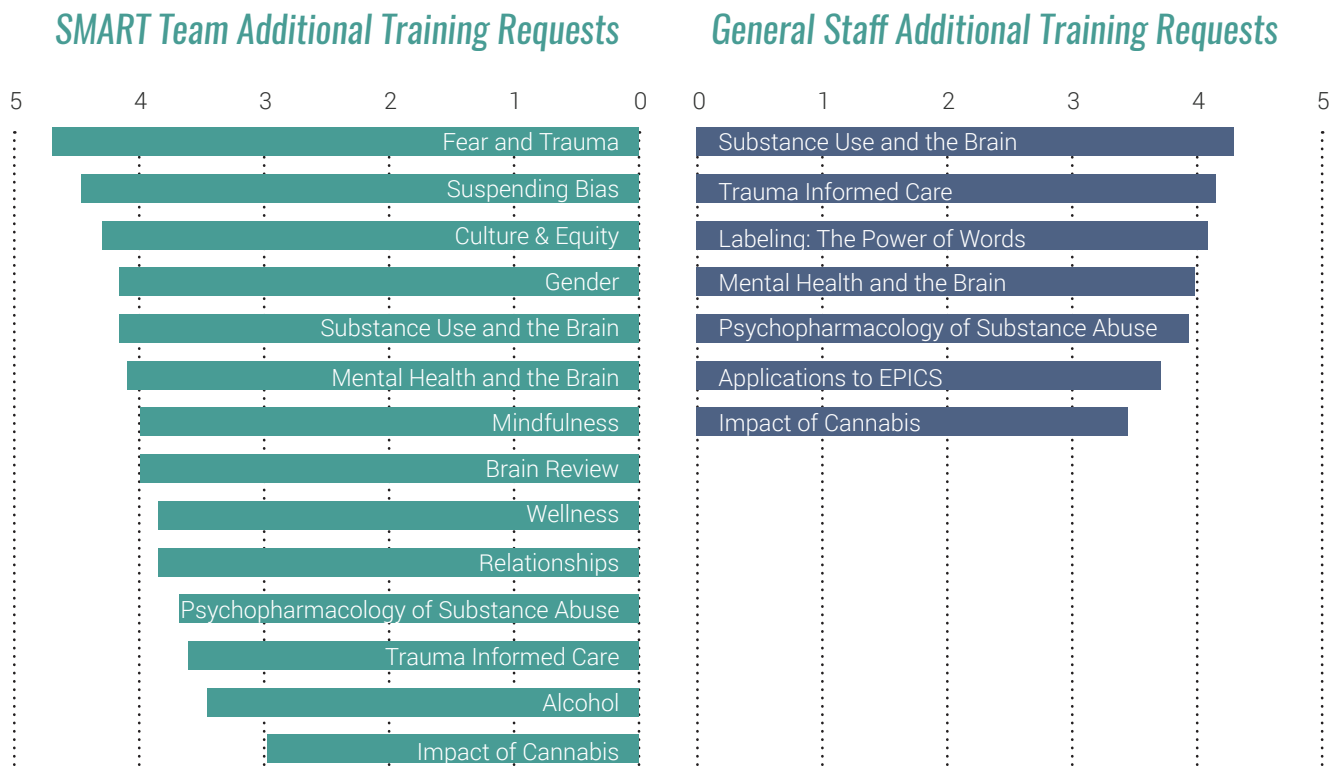 SMART Team Additional Training Requests
5 4 3 2 1 0
Fear and Trauma
Suspending Bias
Culture & Equity
Gender
Substance Use and the Brain
Mental Health and the Brain
Mindfulness
Brain Review
Wellness
Relationships
Psychopharmacology of Substance Abuse
Trauma Informed Care
Alcohol
Impact of Cannabis
General Staff Additional Training Requests
0 1 2 3 4 5
Substance Use and the Brain
Trauma Informed Care
Labeling: The Power of Words
Mental Health and the Brain
Psychopharmacology of Substance Abuse
Applications to EPICS
Impact of Cannabis